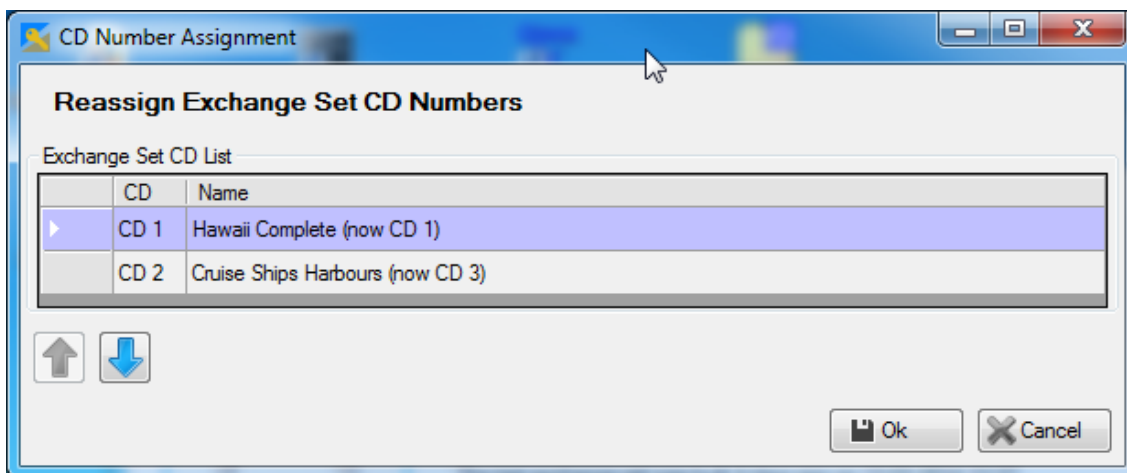 CD Number Assignment
Reassign Exchange Set CD Numbers
Exchange Set CD List
CD Name
CD 1 Hawaii Complete (now CD 1)
CD 2 Cruise Ships Harbours (now CD 3)
Ok Cancel